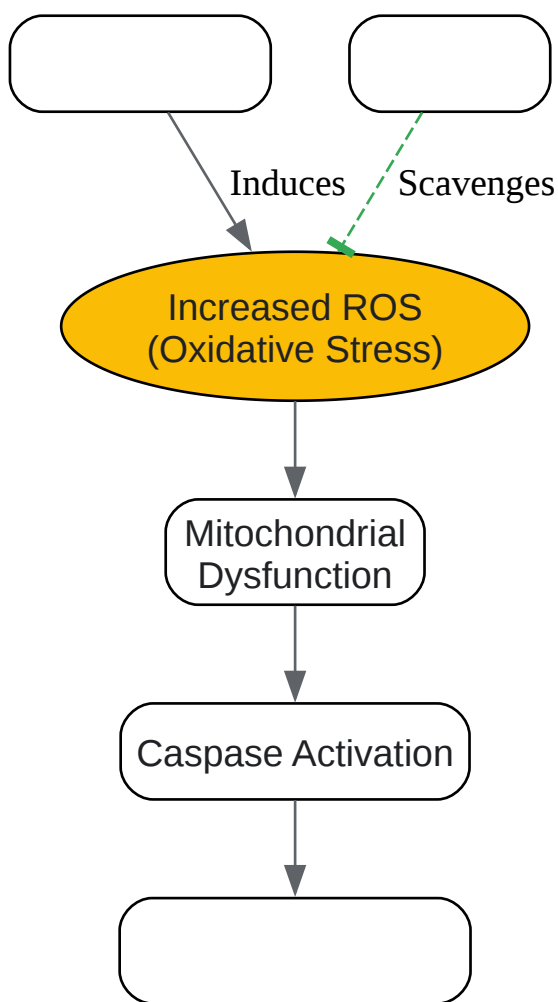 Induces
Scavenges
Increased ROS
(Oxidative Stress)
Mitochondrial
Dysfunction
Caspase Activation